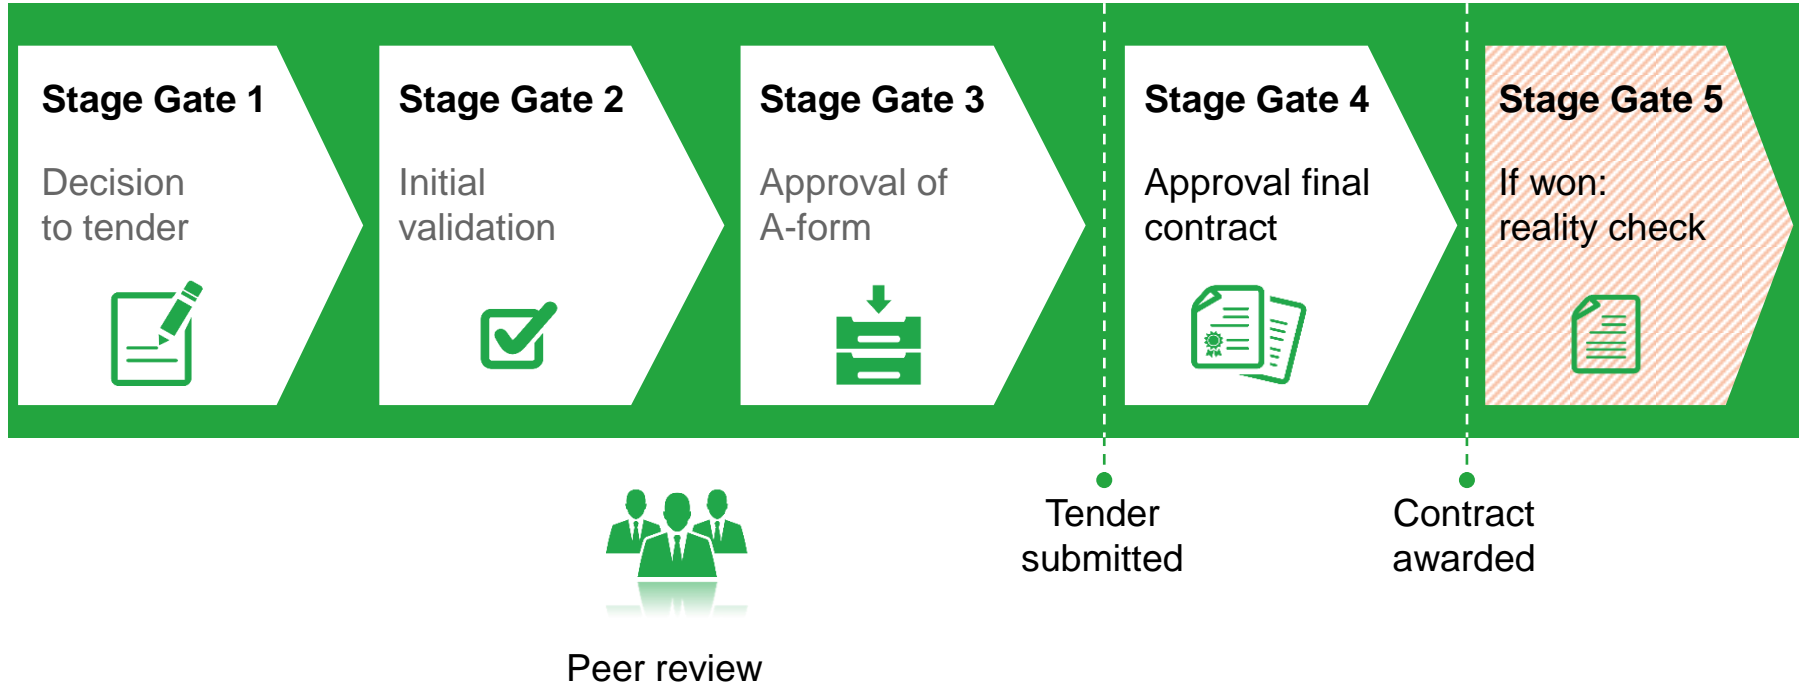 Stage Gate 1
Decision
to tender
Stage Gate 2
Initial
validation
Stage Gate 3
Approval of
A-form
Stage Gate 4
Approval final
contract
Stage Gate 5
If won:
reality check
Peer review
Tender
submitted
Contract
awarded